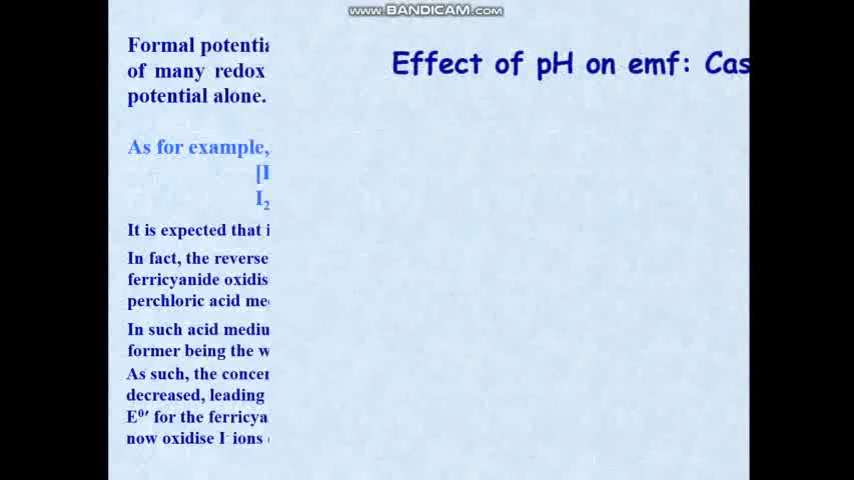 WWW.BANDICAM.COM
Formal potentia
of many redox
potential alone.
Effect of pH on emf: Cas
As for example,
[I
I₂
It is expected that i
In fact, the reverse
ferricyanide oxidis
perchloric acid me
In such acid mediu
former being the w
As such, the concer
decreased, leading
E⁰′ for the ferricya
now oxidise I⁻ ions